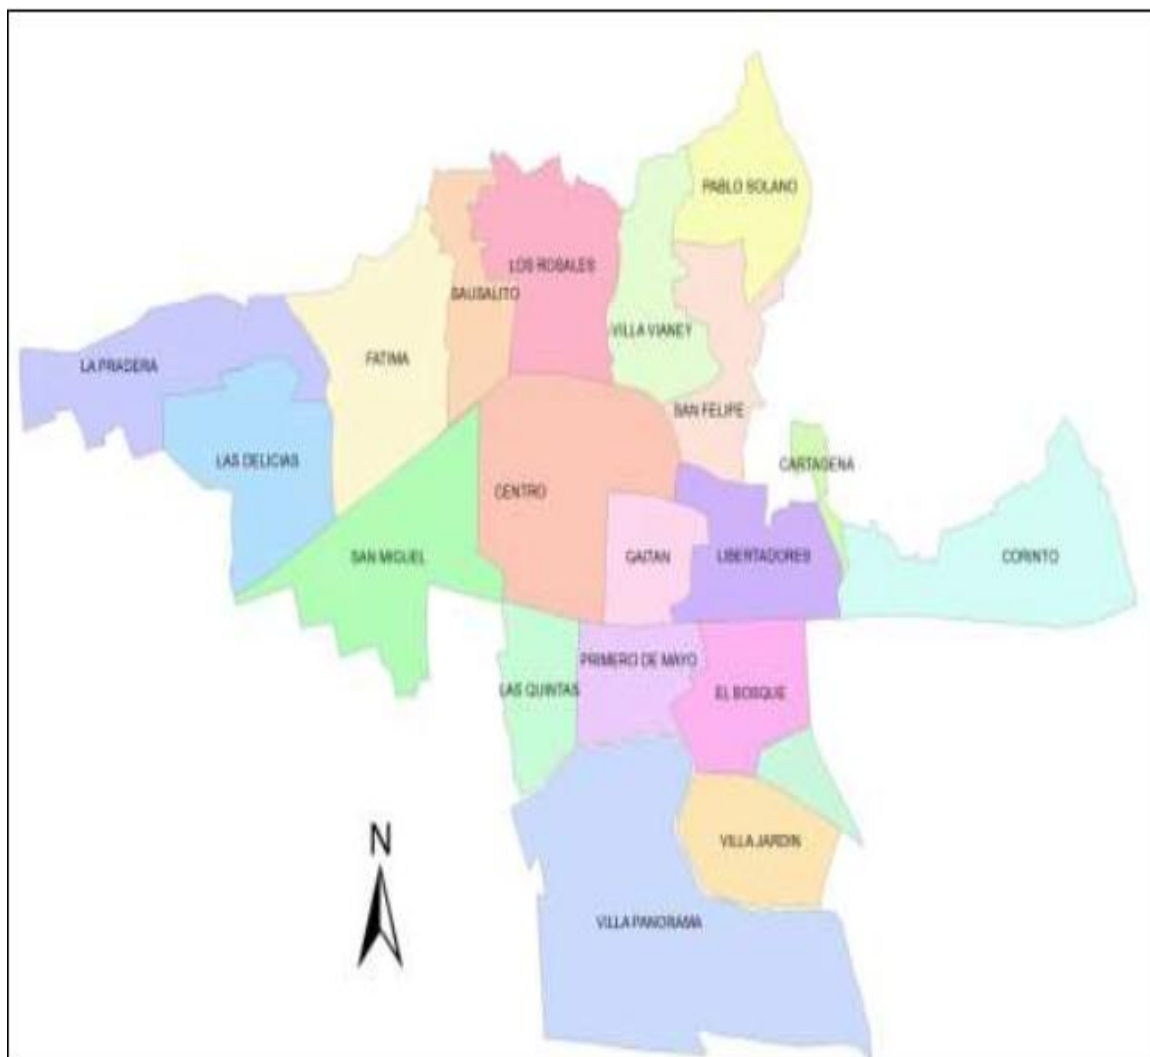 PABLO SOLANO
LOS ROSALES
SAUSALITO
VILLA VIANEY
FATIMA
LA PRADERA
SAN FELIPE
LAS DELICIAS
CARTAGENA
CENTRO
SAN MIGUEL
GAITAN
LIBERTADORES
CORINTO
PRIMERO DE MAYO
LAS QUINTAS
EL BOSQUE
N
VILLA JARDIN
VILLA PANORAMA